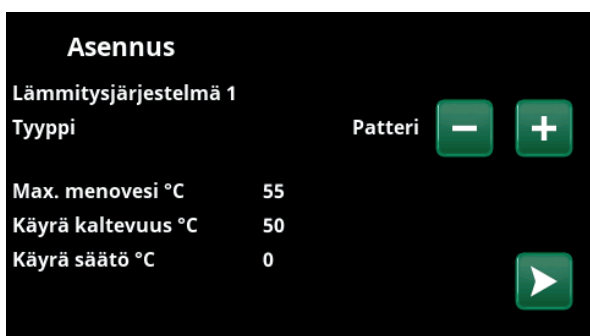 Asennus
Lämmitysjärjestelmä 1
Tyyppi Patteri
Max. menovesi °C 55
Käyrä kaltevuus °C 50
Käyrä säätö °C 0